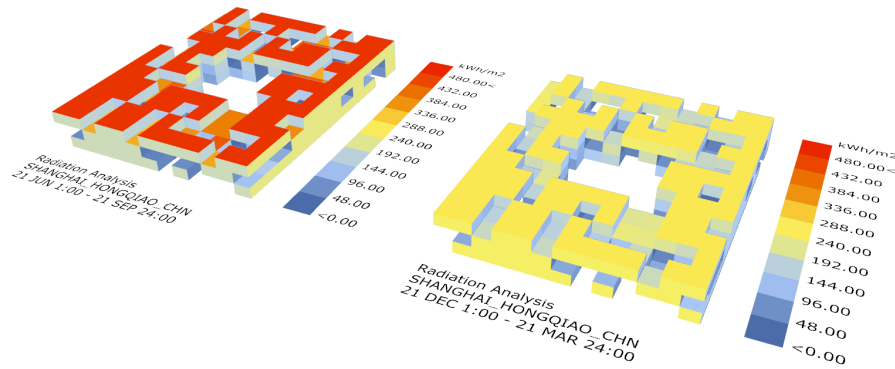 kWh/m2
480.00<
432.00
384.00
336.00
288.00
240.00
192.00
144.00
96.00
48.00
<0.00
Radiation Analysis
SHANGHAI_HONGQIAO_CHN
21 JUN 1:00 - 21 SEP 24:00
kWh/m2
480.00<
432.00
384.00
336.00
288.00
240.00
192.00
144.00
96.00
48.00
<0.00
Radiation Analysis
SHANGHAI_HONGQIAO_CHN
21 DEC 1:00 - 21 MAR 24:00